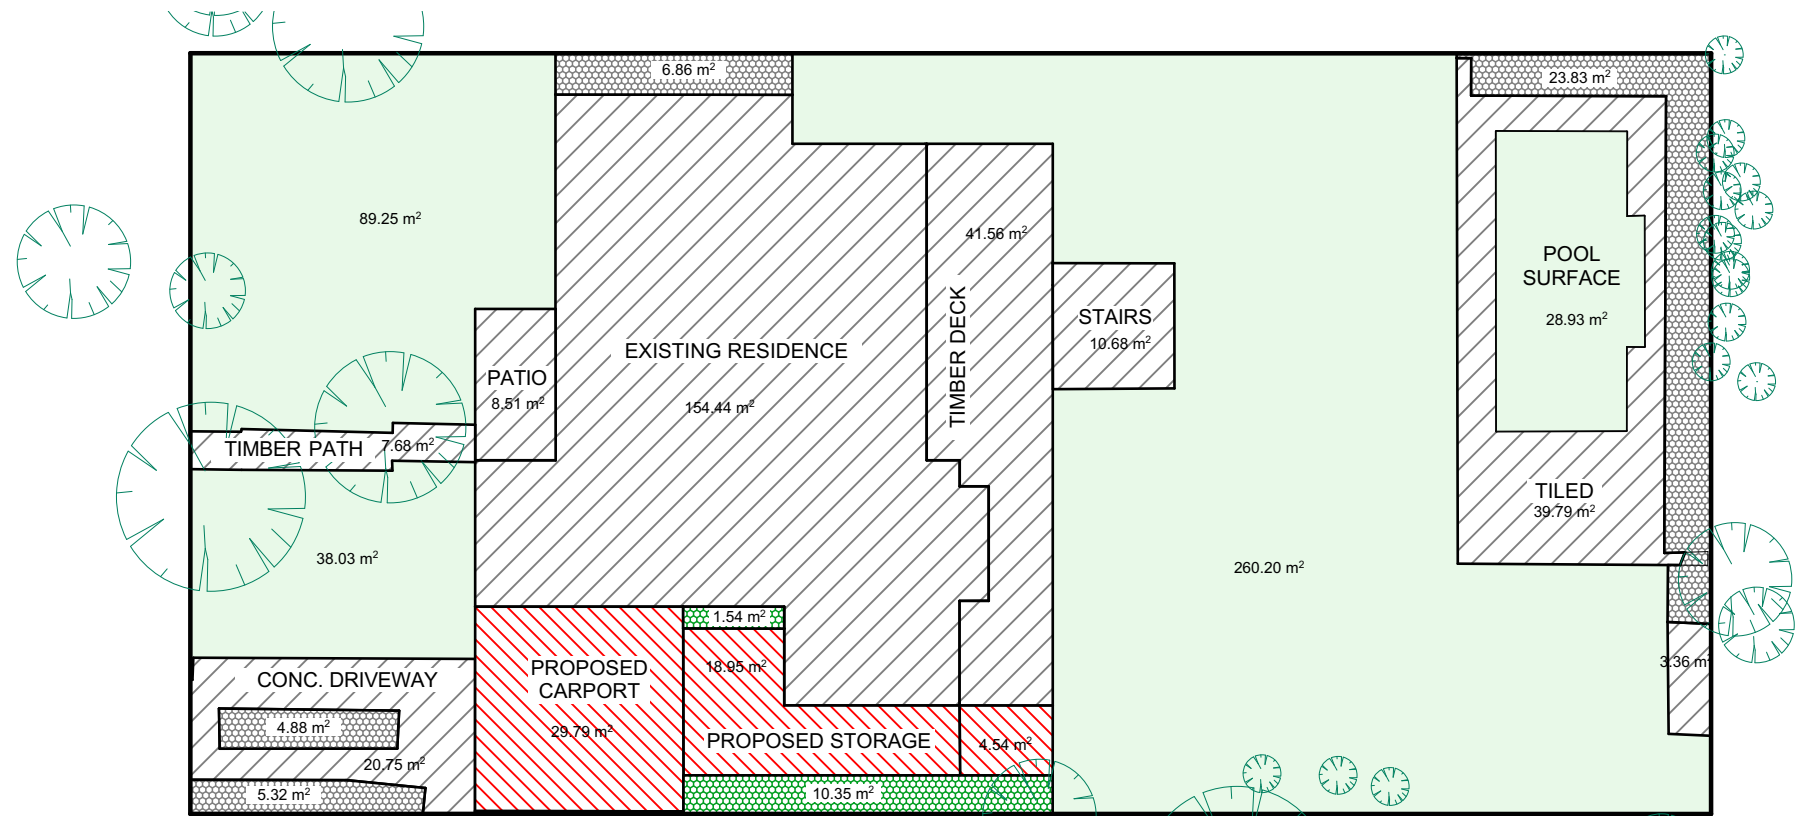 6.86 m²
23.83 m²
89.25 m²
41.56 m²
POOL
SURFACE
28.93 m²
STAIRS
10.68 m²
TIMBER DECK
EXISTING RESIDENCE
154.44 m²
PATIO
8.51 m²
TIMBER PATH 7.68 m²
TILED
39.79 m²
38.03 m²
260.20 m²
1.54 m²
18.95 m²
PROPOSED
CARPORT
29.79 m²
3.36 m²
CONC. DRIVEWAY
4.88 m²
20.75 m²
5.32 m²
PROPOSED STORAGE
4.54 m²
10.35 m²